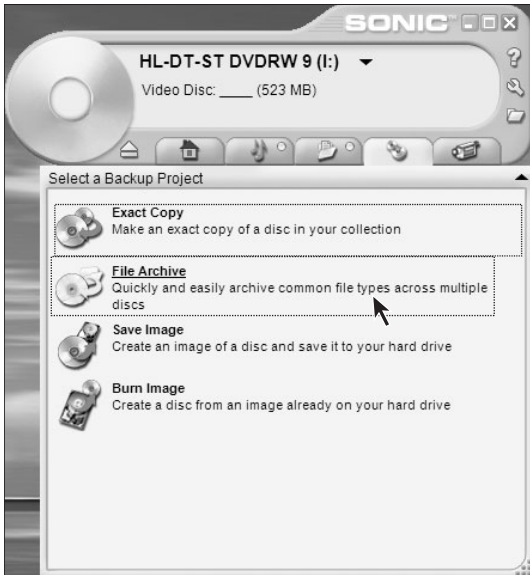 SONIC
HL-DT-ST DVDRW 9 (I:)
Video Disc: ____ (523 MB)
Select a Backup Project
Exact Copy
Make an exact copy of a disc in your collection
File Archive
Quickly and easily archive common file types across multiple
discs
Save Image
Create an image of a disc and save it to your hard drive
Burn Image
Create a disc from an image already on your hard drive